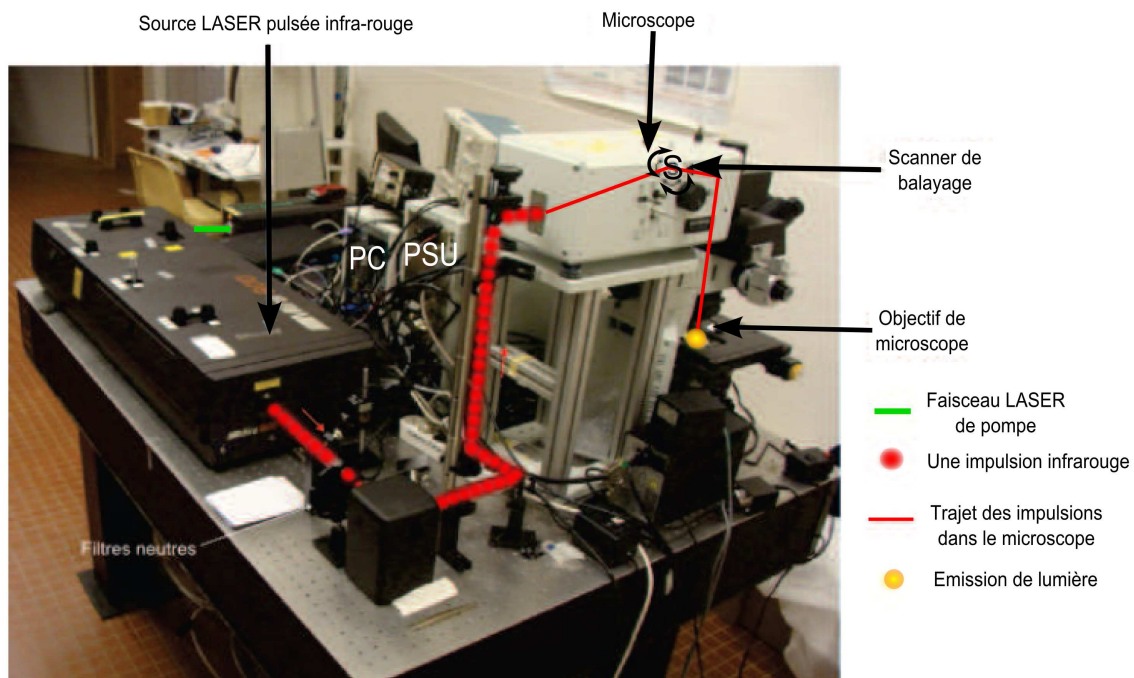 Source LASER pulsée infra-rouge
Microscope
Scanner de
balayage
S
PC
PSU
Objectif de
microscope
Faisceau LASER
de pompe
Une impulsion infrarouge
Trajet des impulsions
dans le microscope
Emission de lumière
Filtres neutres